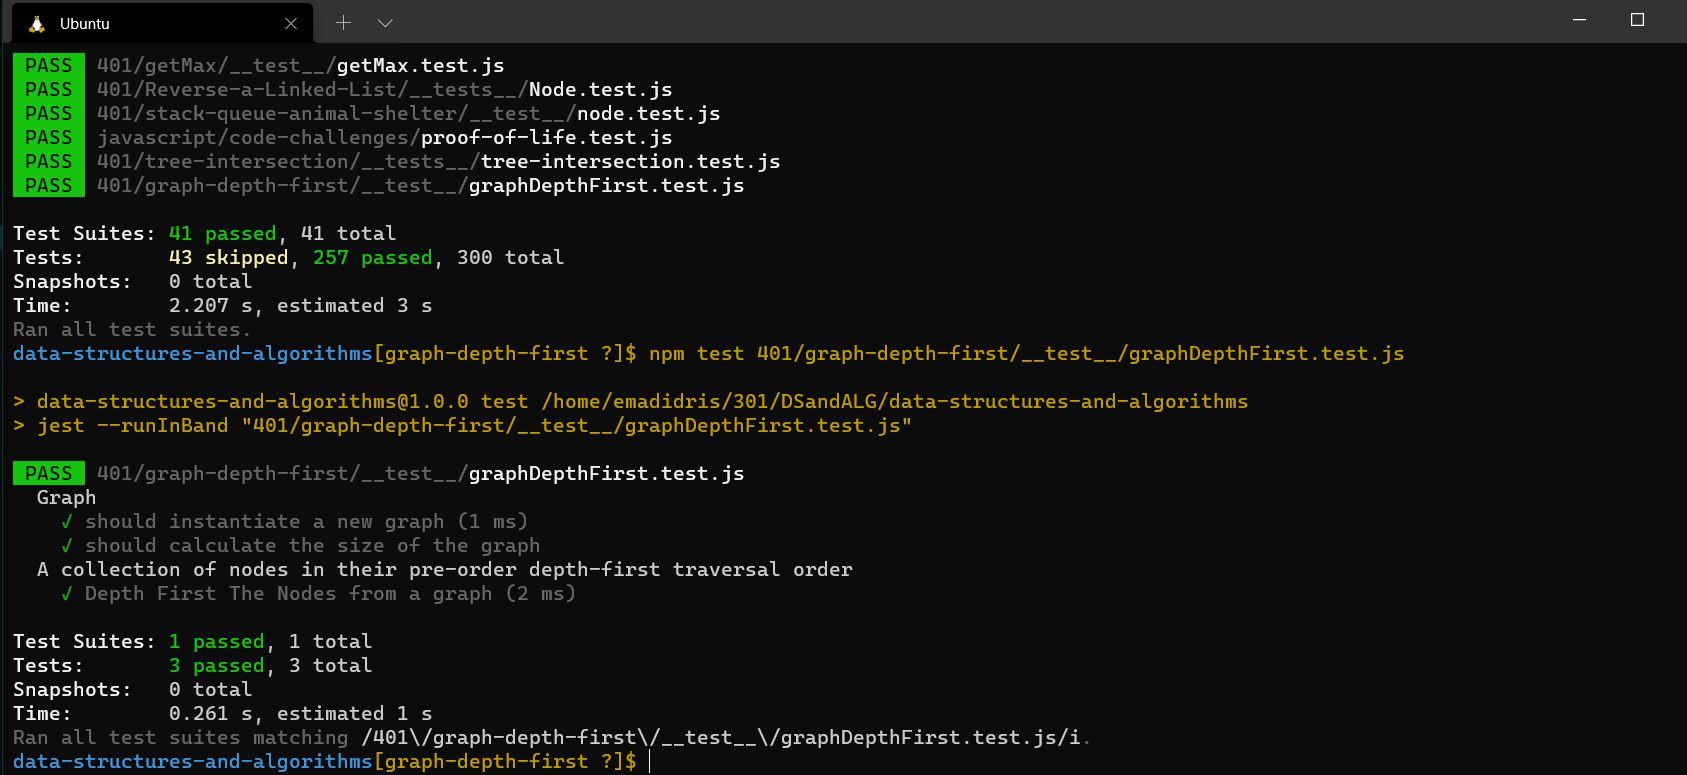 Ubuntu
PASS 401/getMax/__test__/getMax.test.js
PASS 401/Reverse-a-Linked-List/__tests__/Node.test.js
PASS 401/stack-queue-animal-shelter/__test__/node.test.js
PASS javascript/code-challenges/proof-of-life.test.js
PASS 401/tree-intersection/__tests__/tree-intersection.test.js
PASS 401/graph-depth-first/__test__/graphDepthFirst.test.js
Test Suites: 41 passed, 41 total
Tests: 43 skipped, 257 passed, 300 total
Snapshots: 0 total
Time: 2.207 s, estimated 3 s
Ran all test suites.
data-structures-and-algorithms[graph-depth-first ?]$ npm test 401/graph-depth-first/__test__/graphDepthFirst.test.js
> data-structures-and-algorithms@1.0.0 test /home/emadidris/301/DSandALG/data-structures-and-algorithms
> jest --runInBand "401/graph-depth-first/__test__/graphDepthFirst.test.js"
PASS 401/graph-depth-first/__test__/graphDepthFirst.test.js
Graph
✓ should instantiate a new graph (1 ms)
✓ should calculate the size of the graph
A collection of nodes in their pre-order depth-first traversal order
✓ Depth First The Nodes from a graph (2 ms)
Test Suites: 1 passed, 1 total
Tests: 3 passed, 3 total
Snapshots: 0 total
Time: 0.261 s, estimated 1 s
Ran all test suites matching /401\/graph-depth-first\/__test__\/graphDepthFirst.test.js/i.
data-structures-and-algorithms[graph-depth-first ?]$